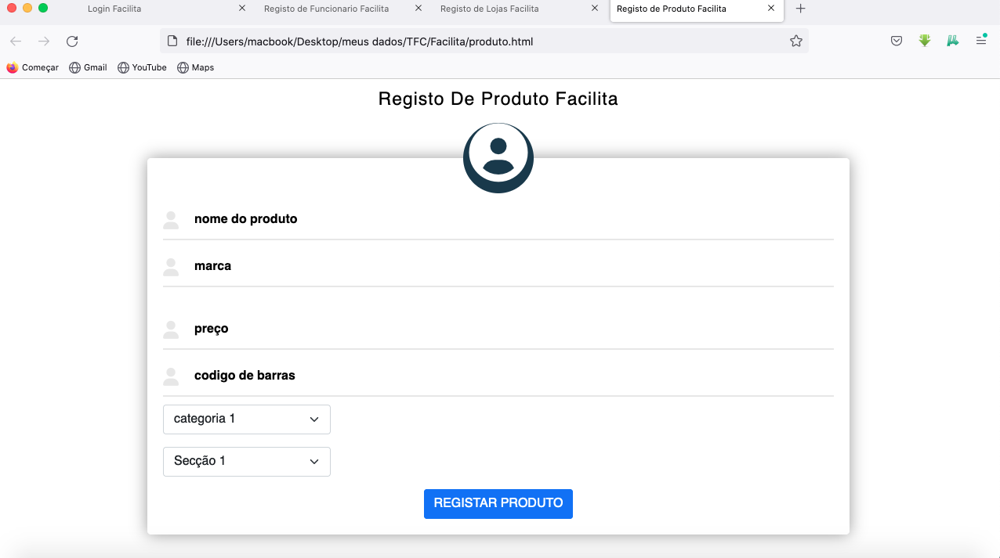 Login Facilita
Registo de Funcionario Facilita
Registo de Lojas Facilita
Registo de Produto Facilita
file:///Users/macbook/Desktop/meus dados/TFC/Facilita/produto.html
Começar
Gmail
YouTube
Maps
Registo De Produto Facilita
nome do produto
marca
preço
codigo de barras
categoria 1
Secção 1
REGISTAR PRODUTO